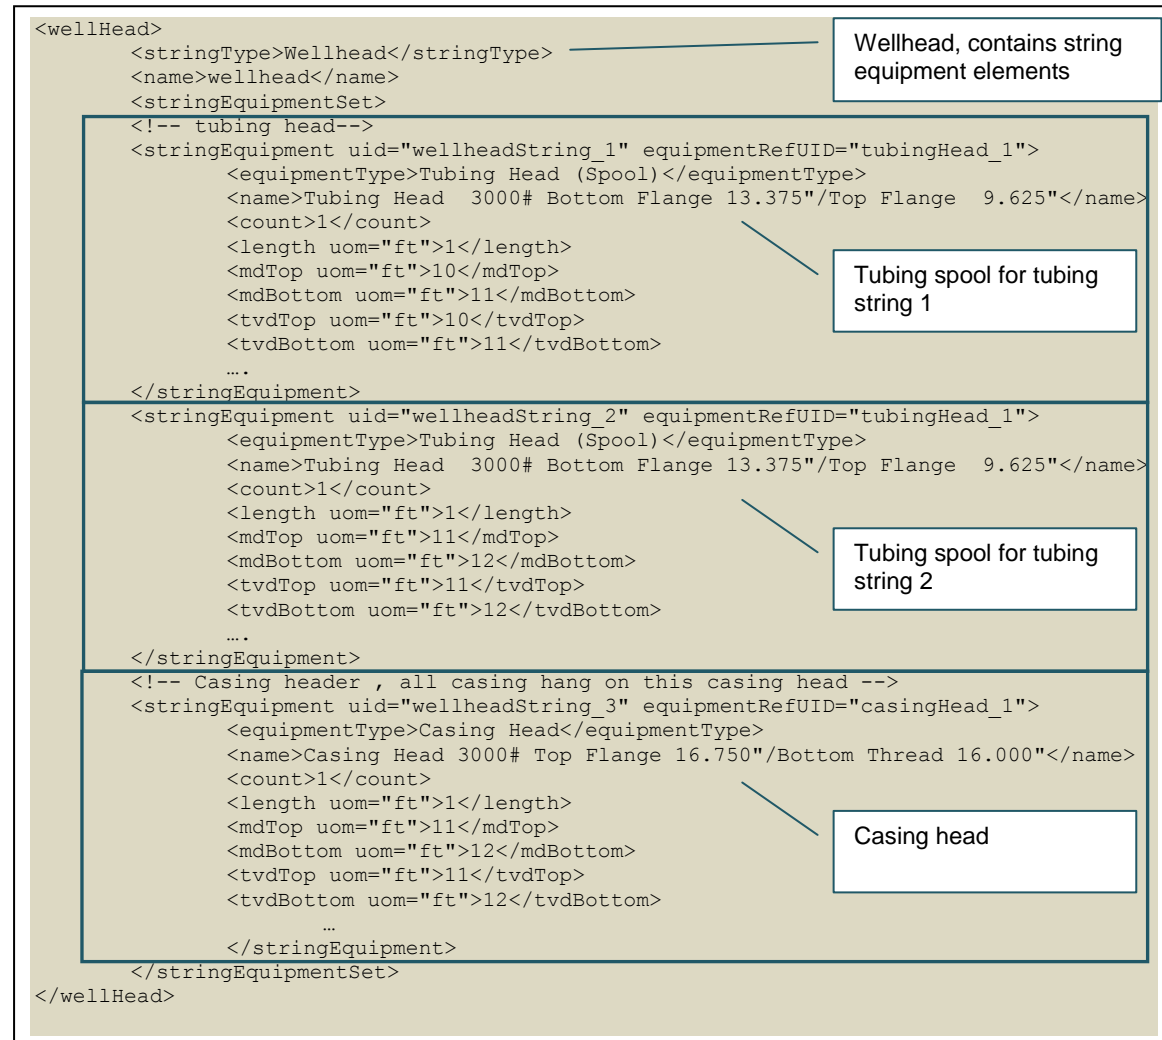 <wellHead>
<stringType>Wellhead</stringType>
<name>wellhead</name>
<stringEquipmentSet>
Wellhead, contains string
equipment elements
<!-- tubing head-->
<stringEquipment uid="wellheadString_1" equipmentRefUID="tubingHead_1">
<equipmentType>Tubing Head (Spool)</equipmentType>
<name>Tubing Head  3000# Bottom Flange 13.375"/Top Flange  9.625"</name>
<count>1</count>
<length uom="ft">1</length>
<mdTop uom="ft">10</mdTop>
<mdBottom uom="ft">11</mdBottom>
<tvdTop uom="ft">10</tvdTop>
<tvdBottom uom="ft">11</tvdBottom>
….
</stringEquipment>
Tubing spool for tubing
string 1
<stringEquipment uid="wellheadString_2" equipmentRefUID="tubingHead_1">
<equipmentType>Tubing Head (Spool)</equipmentType>
<name>Tubing Head  3000# Bottom Flange 13.375"/Top Flange  9.625"</name>
<count>1</count>
<length uom="ft">1</length>
<mdTop uom="ft">11</mdTop>
<mdBottom uom="ft">12</mdBottom>
<tvdTop uom="ft">11</tvdTop>
<tvdBottom uom="ft">12</tvdBottom>
….
</stringEquipment>
Tubing spool for tubing
string 2
<!-- Casing header , all casing hang on this casing head -->
<stringEquipment uid="wellheadString_3" equipmentRefUID="casingHead_1">
<equipmentType>Casing Head</equipmentType>
<name>Casing Head 3000# Top Flange 16.750"/Bottom Thread 16.000"</name>
<count>1</count>
<length uom="ft">1</length>
<mdTop uom="ft">11</mdTop>
<mdBottom uom="ft">12</mdBottom>
<tvdTop uom="ft">11</tvdTop>
<tvdBottom uom="ft">12</tvdBottom>
…
</stringEquipment>
Casing head
</stringEquipmentSet>
</wellHead>